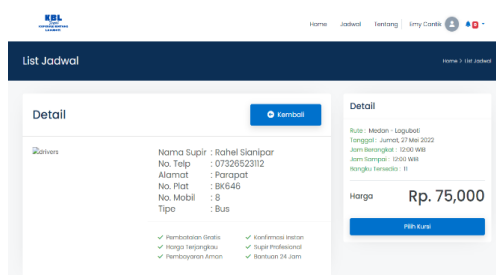 KBL
Home Jadwal Tentang Emy Cantik
List Jadwal
Home > List Jadwal
Detail
Kembali
drivers
Nama Supir : Rahel Sianipar
No. Telp : 07326523112
Alamat : Parapat
No. Plat : BK646
No. Mobil : 8
Tipe : Bus
✓ Pembatalan Gratis ✓ Konfirmasi Instan
✓ Harga Terjangkau ✓ Supir Profesional
✓ Pembayaran Aman ✓ Bantuan 24 Jam
Detail
Rute : Medan - Laguboti
Tanggal : Jumat, 27 Mei 2022
Jam Berangkat : 12:00 WIB
Jam Sampai : 12:00 WIB
Bangku Tersedia : 11
Harga Rp. 75,000
Pilih Kursi